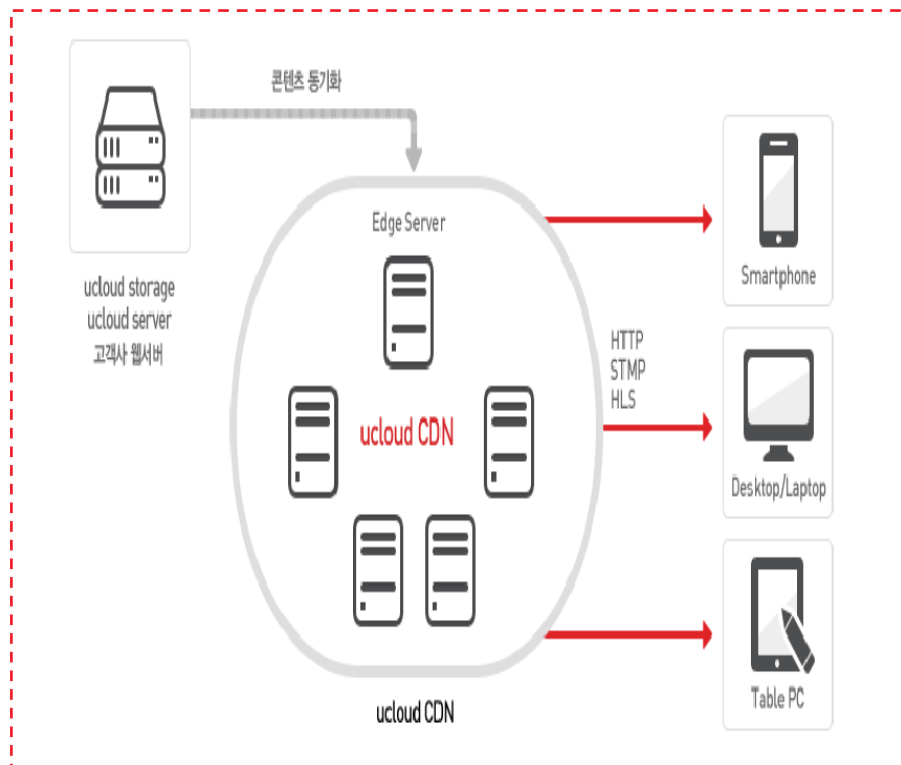 콘텐츠 동기화
ucloud storage
ucloud server
고객사 웹서버
Edge Server
ucloud CDN
ucloud CDN
HTTP
STMP
HLS
Smartphone
Desktop/Laptop
Table PC